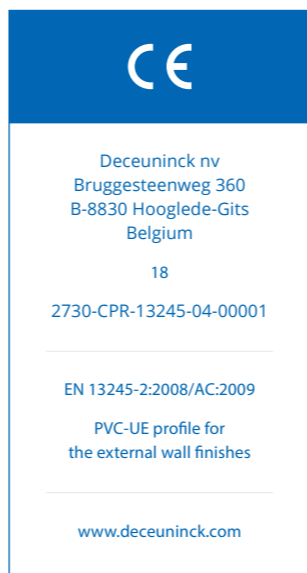 CE
Deceuninck nv
Bruggesteenweg 360
B-8830 Hooglede-Gits
Belgium
18
2730-CPR-13245-04-00001
EN 13245-2:2008/AC:2009
PVC-UE profile for
the external wall finishes
www.deceuninck.com